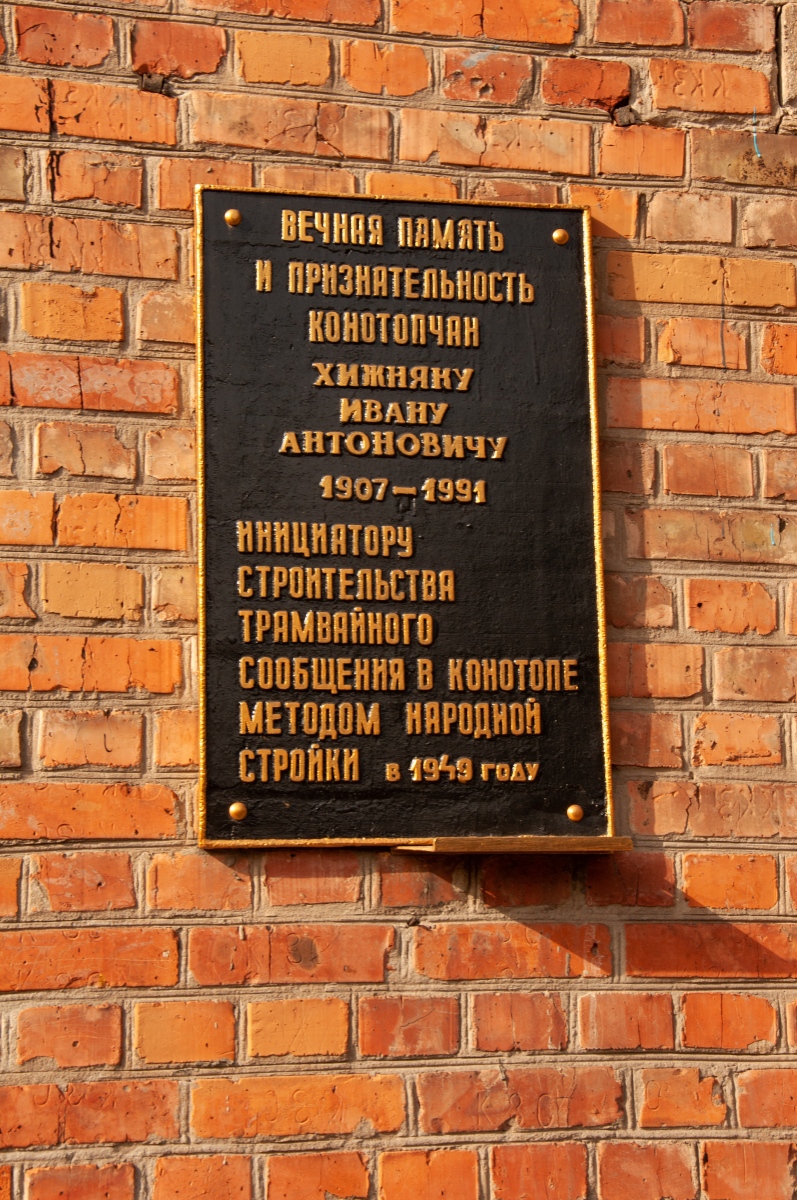 ВЕЧНАЯ ПАМЯТЬ
И ПРИЗНАТЕЛЬНОСТЬ
КОНОТОПЧАН
ХИЖНЯКУ
ИВАНУ
АНТОНОВИЧУ
1907—1991
ИНИЦИАТОРУ
СТРОИТЕЛЬСТВА
ТРАМВАЙНОГО
СООБЩЕНИЯ В КОНОТОПЕ
МЕТОДОМ НАРОДНОЙ
СТРОЙКИ в 1949 году